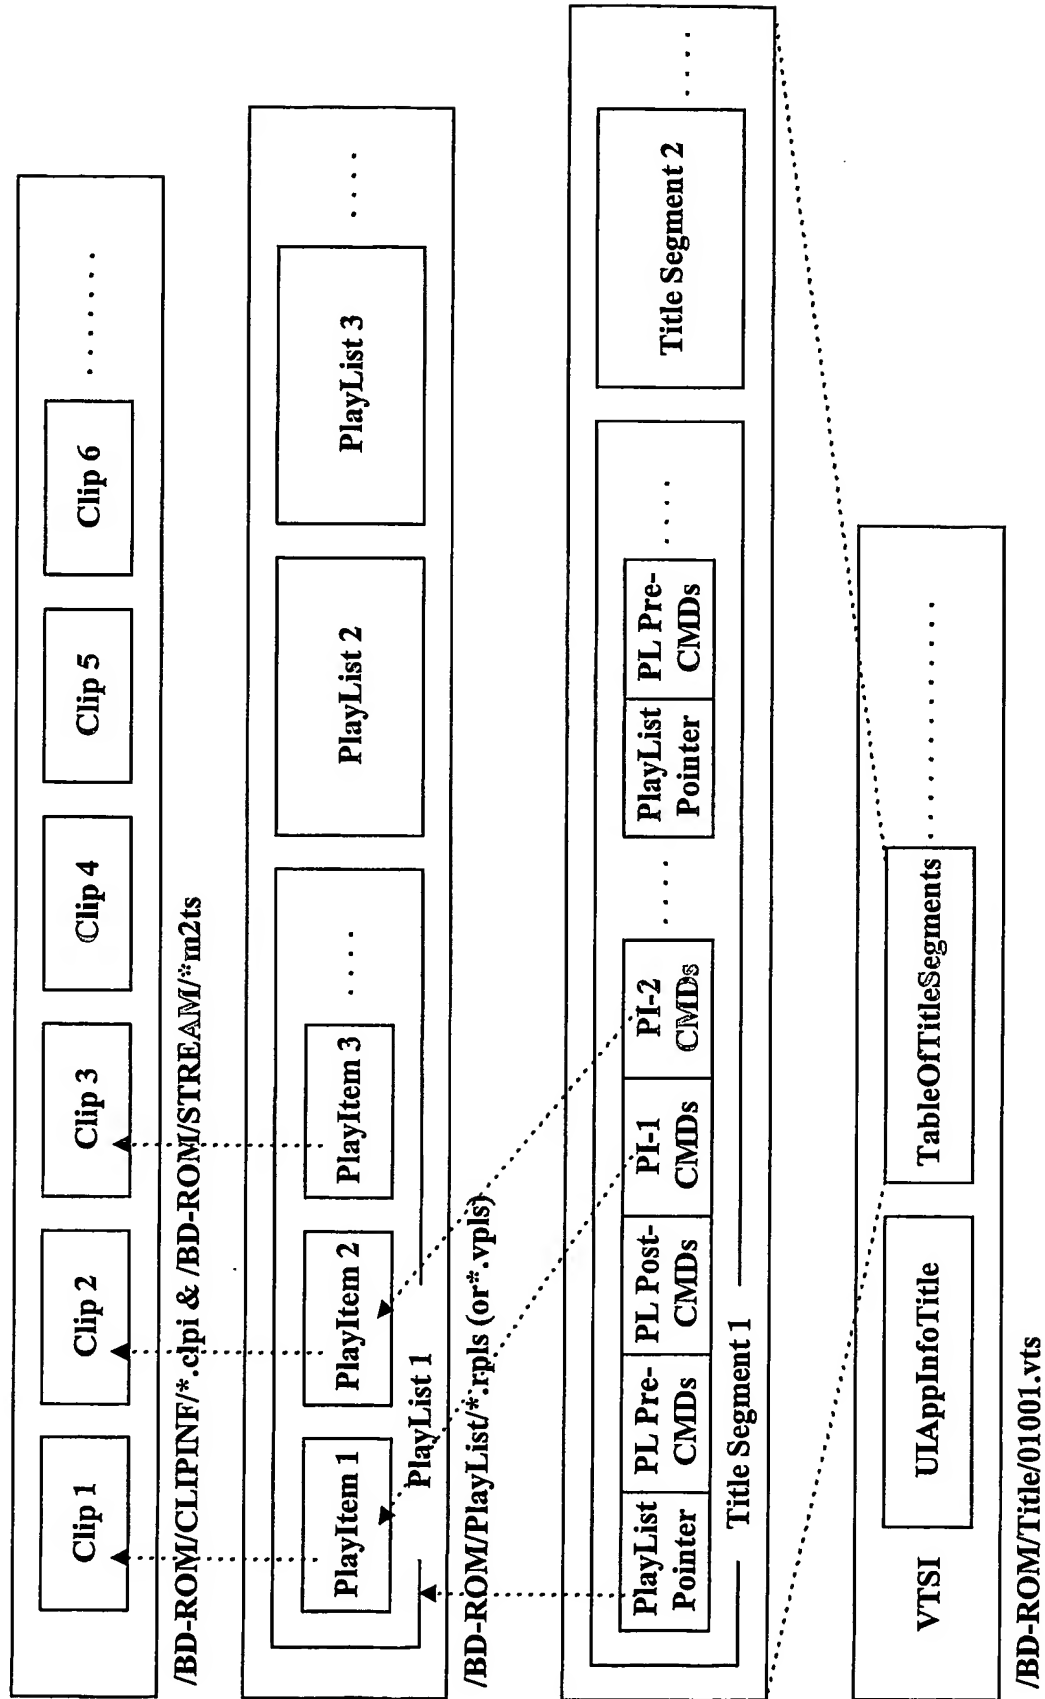 Clip 1
Clip 2
Clip 3
Clip 4
Clip 5
Clip 6
. . . . . . .
/BD-ROM/CLIPINF/*.clpi & /BD-ROM/STREAM/*m2ts
PlayItem 1
PlayItem 2
PlayItem 3
. . . .
PlayList 1
PlayList 2
PlayList 3
. . . .
/BD-ROM/PlayList/*.rpls (or*.vpls)
PlayList
Pointer
PL Pre-
CMDs
PL Post-
CMDs
PI-1
CMDs
PI-2
CMDs
. . . .
PlayList
Pointer
PL Pre-
CMDs
. . . .
Title Segment 1
Title Segment 2
. . . .
VTSI
UIAppInfoTitle
TableOfTitleSegments
. . . . . . . . . . . . .
/BD-ROM/Title/01001.vts